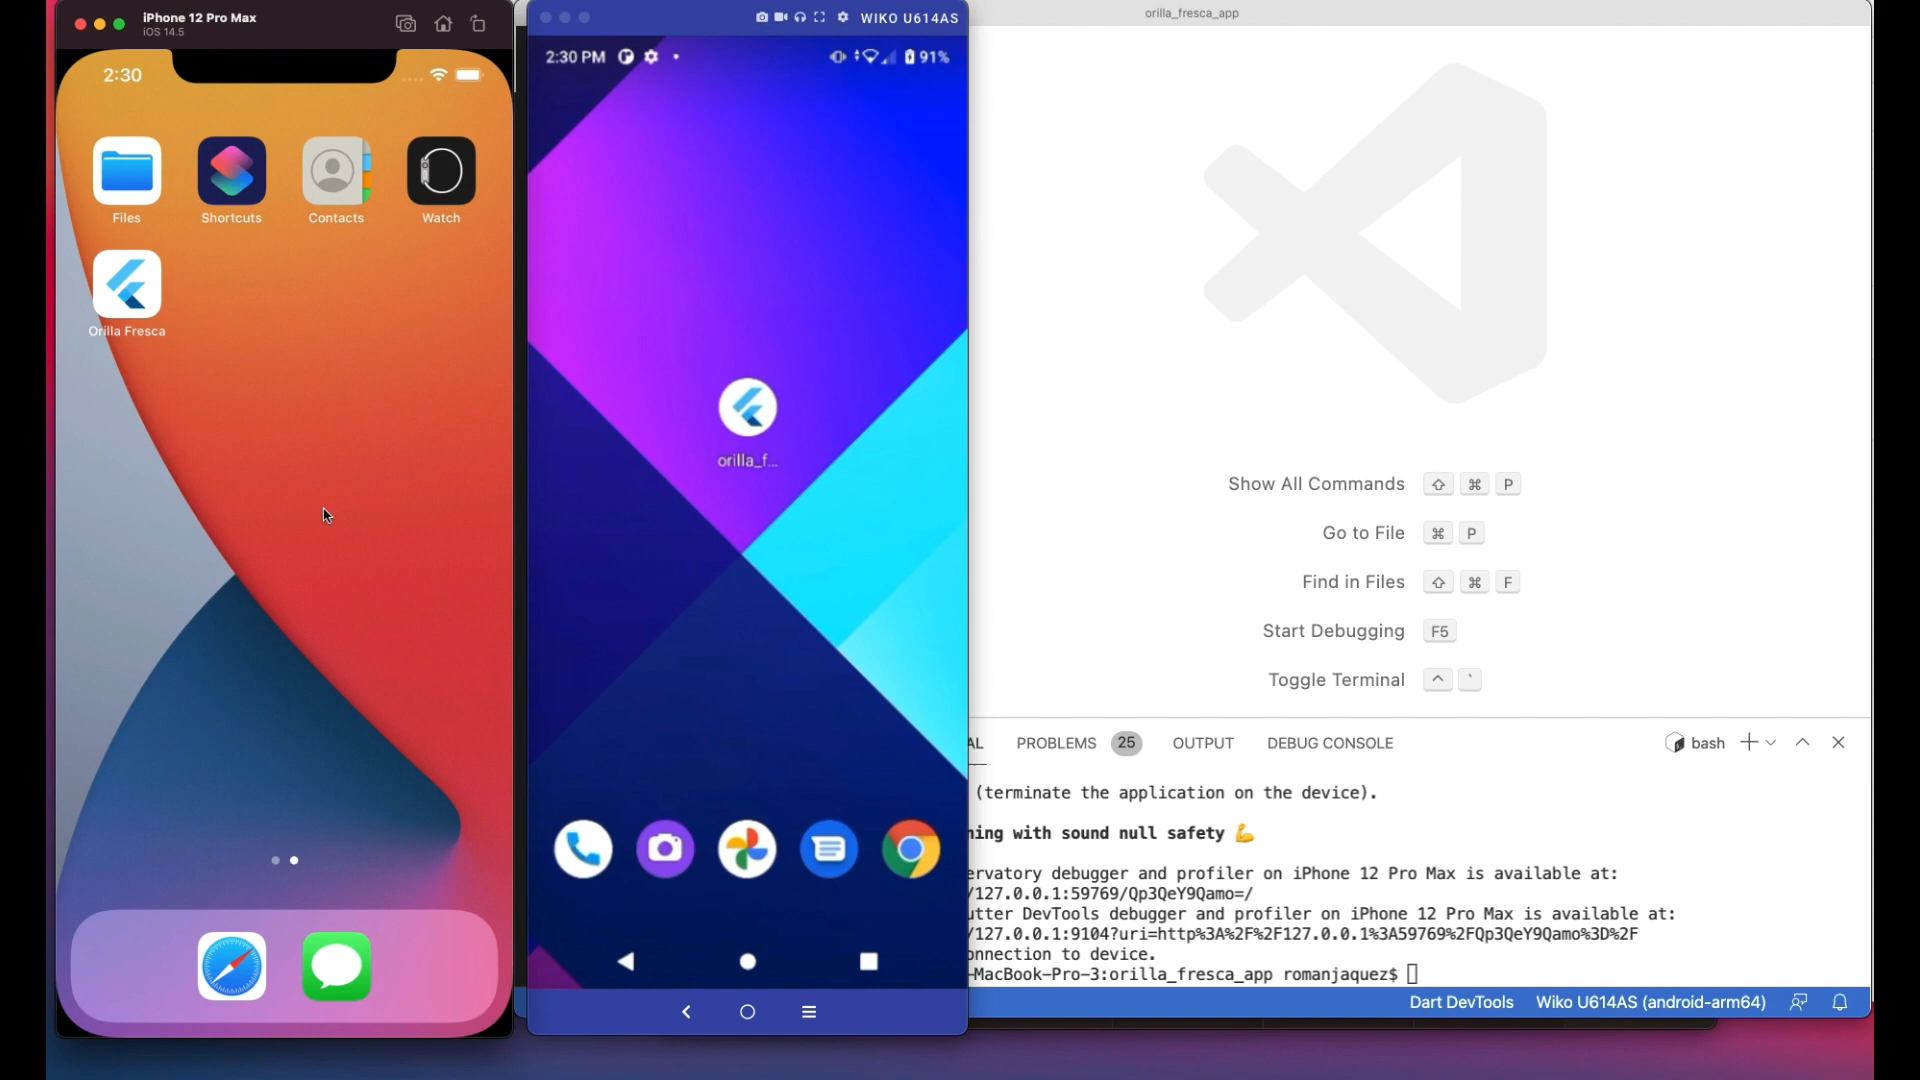 iPhone 12 Pro Max
iOS 14.5
2:30
Files
Shortcuts
Contacts
Watch
Orilla Fresca
WIKO U614AS
2:30 PM
91%
orilla_f...
orilla_fresca_app
Show All Commands ⇧ ⌘ P
Go to File ⌘ P
Find in Files ⇧ ⌘ F
Start Debugging F5
Toggle Terminal ^ `
AL PROBLEMS 25 OUTPUT DEBUG CONSOLE bash
(terminate the application on the device).
ning with sound null safety 💪
ervatory debugger and profiler on iPhone 12 Pro Max is available at:
/127.0.0.1:59769/Qp3QeY9Qamo=/
utter DevTools debugger and profiler on iPhone 12 Pro Max is available at:
/127.0.0.1:9104?uri=http%3A%2F%2F127.0.0.1%3A59769%2FQp3QeY9Qamo%3D%2F
onnection to device.
-MacBook-Pro-3:orilla_fresca_app romanjaquez$
Dart DevTools Wiko U614AS (android-arm64)